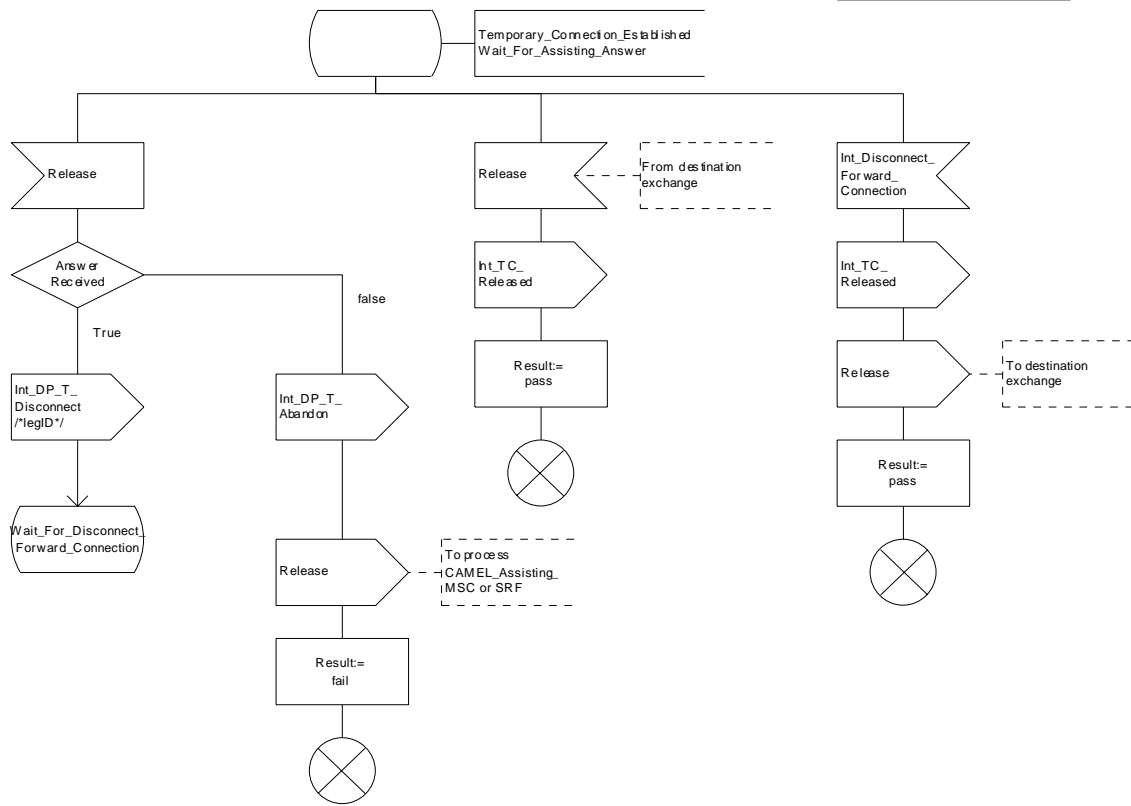 Temporary_Connection_Established
Wait_For_Assisting_Answer
Release
Release
From destination
exchange
Int_Disconnect_
Forward_
Connection
Answer
Received
false
True
Int_TC_
Released
Int_TC_
Released
Result:=
pass
Release
To destination
exchange
Int_DP_T_
Disconnect
/*legID*/
Int_DP_T_
Abandon
Result:=
pass
Wait_For_Disconnect_
Forward_Connection
Release
To process
CAMEL_Assisting_
MSC or SRF
Result:=
fail